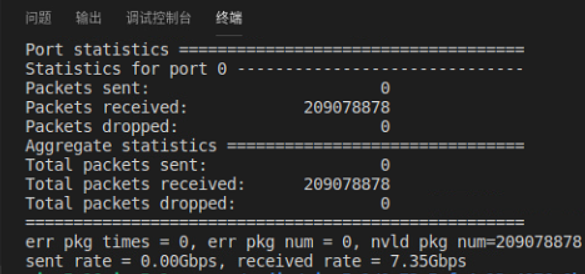 问题 输出 调试控制台 终端
Port statistics ====================================
Statistics for port 0 ------------------------------
Packets sent: 0
Packets received: 209078878
Packets dropped: 0
Aggregate statistics ===============================
Total packets sent: 0
Total packets received: 209078878
Total packets dropped: 0
====================================================
err pkg times = 0, err pkg num = 0, nvld pkg num=209078878
sent rate = 0.00Gbps, received rate = 7.35Gbps